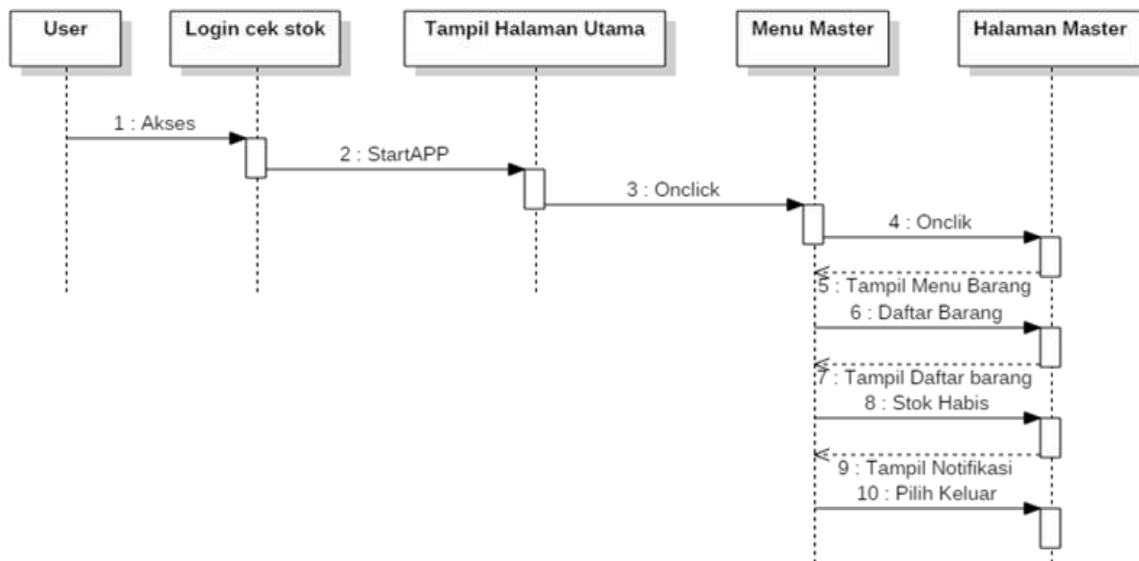 User
Login cek stok
Tampil Halaman Utama
Menu Master
Halaman Master
1 : Akses
2 : StartAPP
3 : Onclick
4 : Onclik
5 : Tampil Menu Barang
6 : Daftar Barang
7 : Tampil Daftar barang
8 : Stok Habis
9 : Tampil Notifikasi
10 : Pilih Keluar